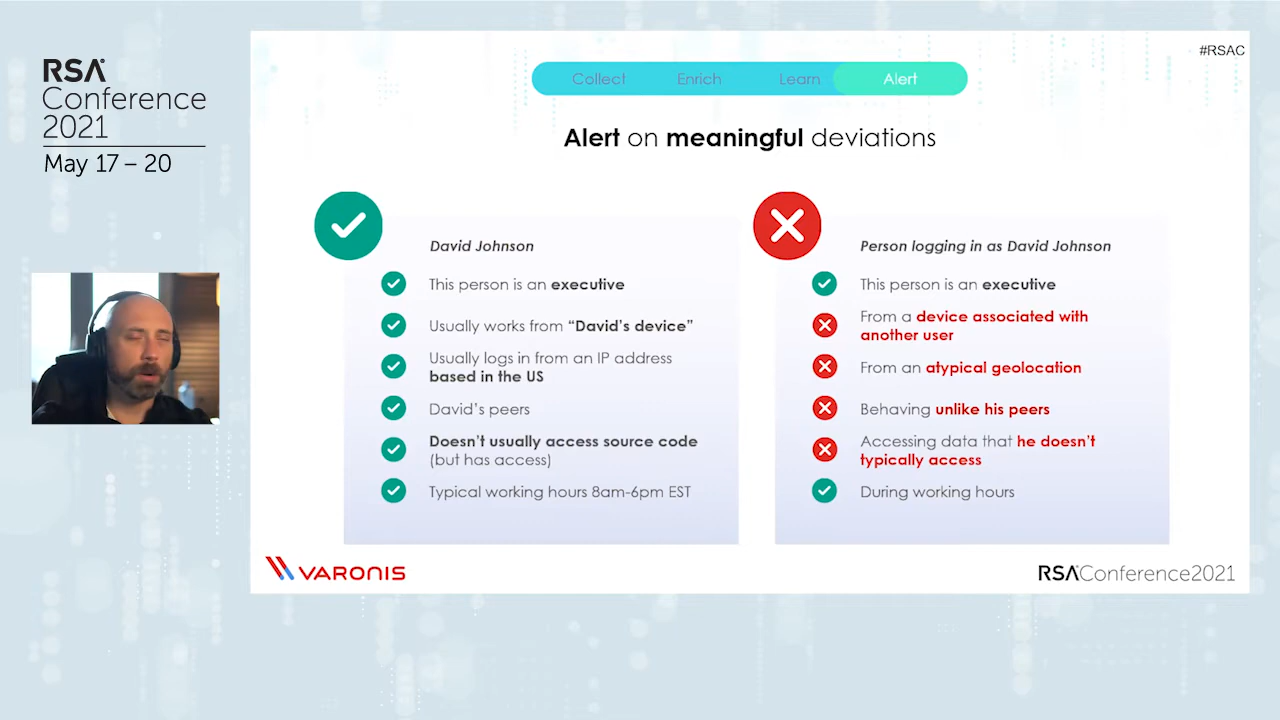 RSA
Conference
2021
May 17 – 20
#RSAC
Collect Enrich Learn Alert
Alert on meaningful deviations
David Johnson
This person is an executive
Usually works from “David’s device”
Usually logs in from an IP address
based in the US
David’s peers
Doesn’t usually access source code
(but has access)
Typical working hours 8am-6pm EST
Person logging in as David Johnson
This person is an executive
From a device associated with
another user
From an atypical geolocation
Behaving unlike his peers
Accessing data that he doesn’t
typically access
During working hours
VARONIS
RSAConference2021